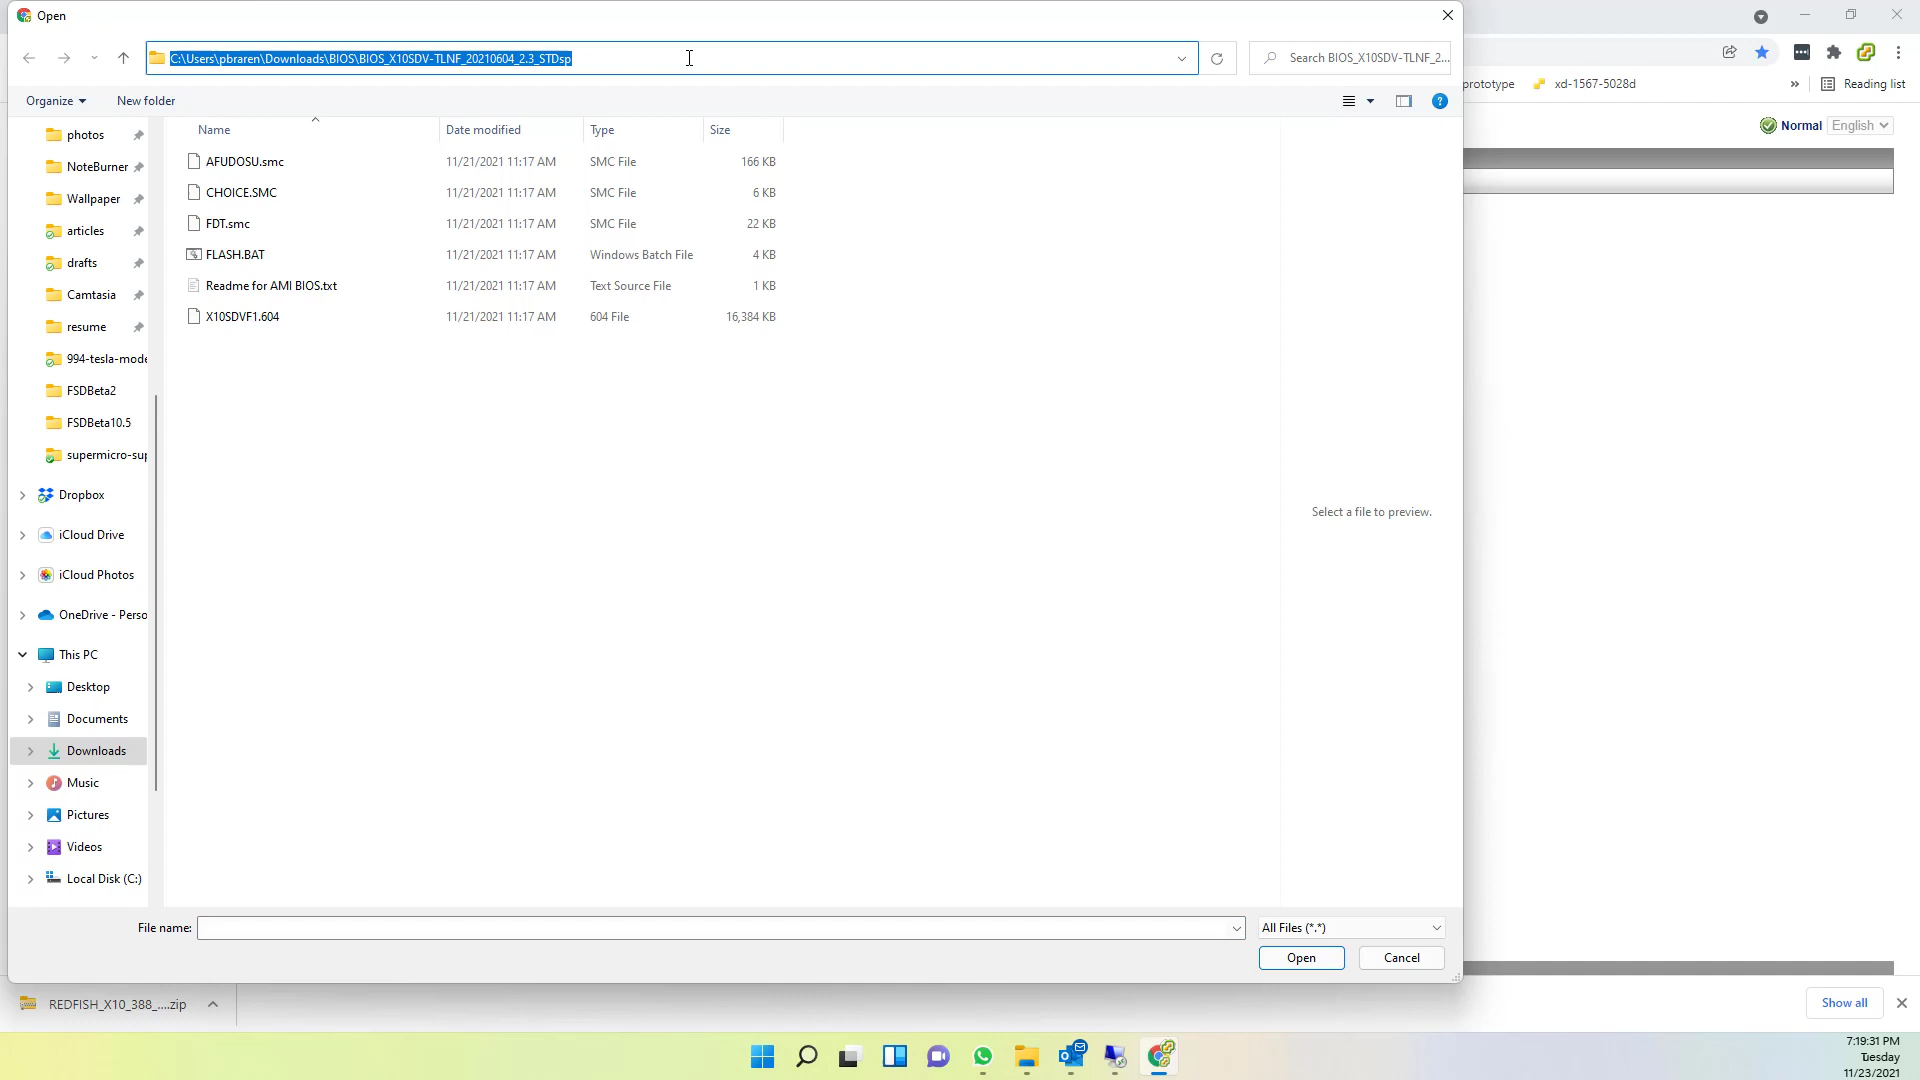 Open
C:\Users\pbraren\Downloads\BIOS\BIOS_X10SDV-TLNF_20210604_2.3_STDsp
Search BIOS_X10SDV-TLNF_2...
prototype
xd-1567-5028d
»
Reading list
Organize
New folder
?
Normal
English
Name
Date modified
Type
Size
AFUDOSU.smc 11/21/2021 11:17 AM SMC File 166 KB
CHOICE.SMC 11/21/2021 11:17 AM SMC File 6 KB
FDT.smc 11/21/2021 11:17 AM SMC File 22 KB
FLASH.BAT 11/21/2021 11:17 AM Windows Batch File 4 KB
Readme for AMI BIOS.txt 11/21/2021 11:17 AM Text Source File 1 KB
X10SDVF1.604 11/21/2021 11:17 AM 604 File 16,384 KB
photos
NoteBurner
Wallpaper
articles
drafts
Camtasia
resume
994-tesla-mode
FSDBeta2
FSDBeta10.5
supermicro-sup
Dropbox
iCloud Drive
iCloud Photos
OneDrive - Perso
This PC
Desktop
Documents
Downloads
Music
Pictures
Videos
Local Disk (C:)
Select a file to preview.
File name:
All Files (*.*)
Open
Cancel
REDFISH_X10_388_....zip
Show all
7:19:31 PM
Tuesday
11/23/2021